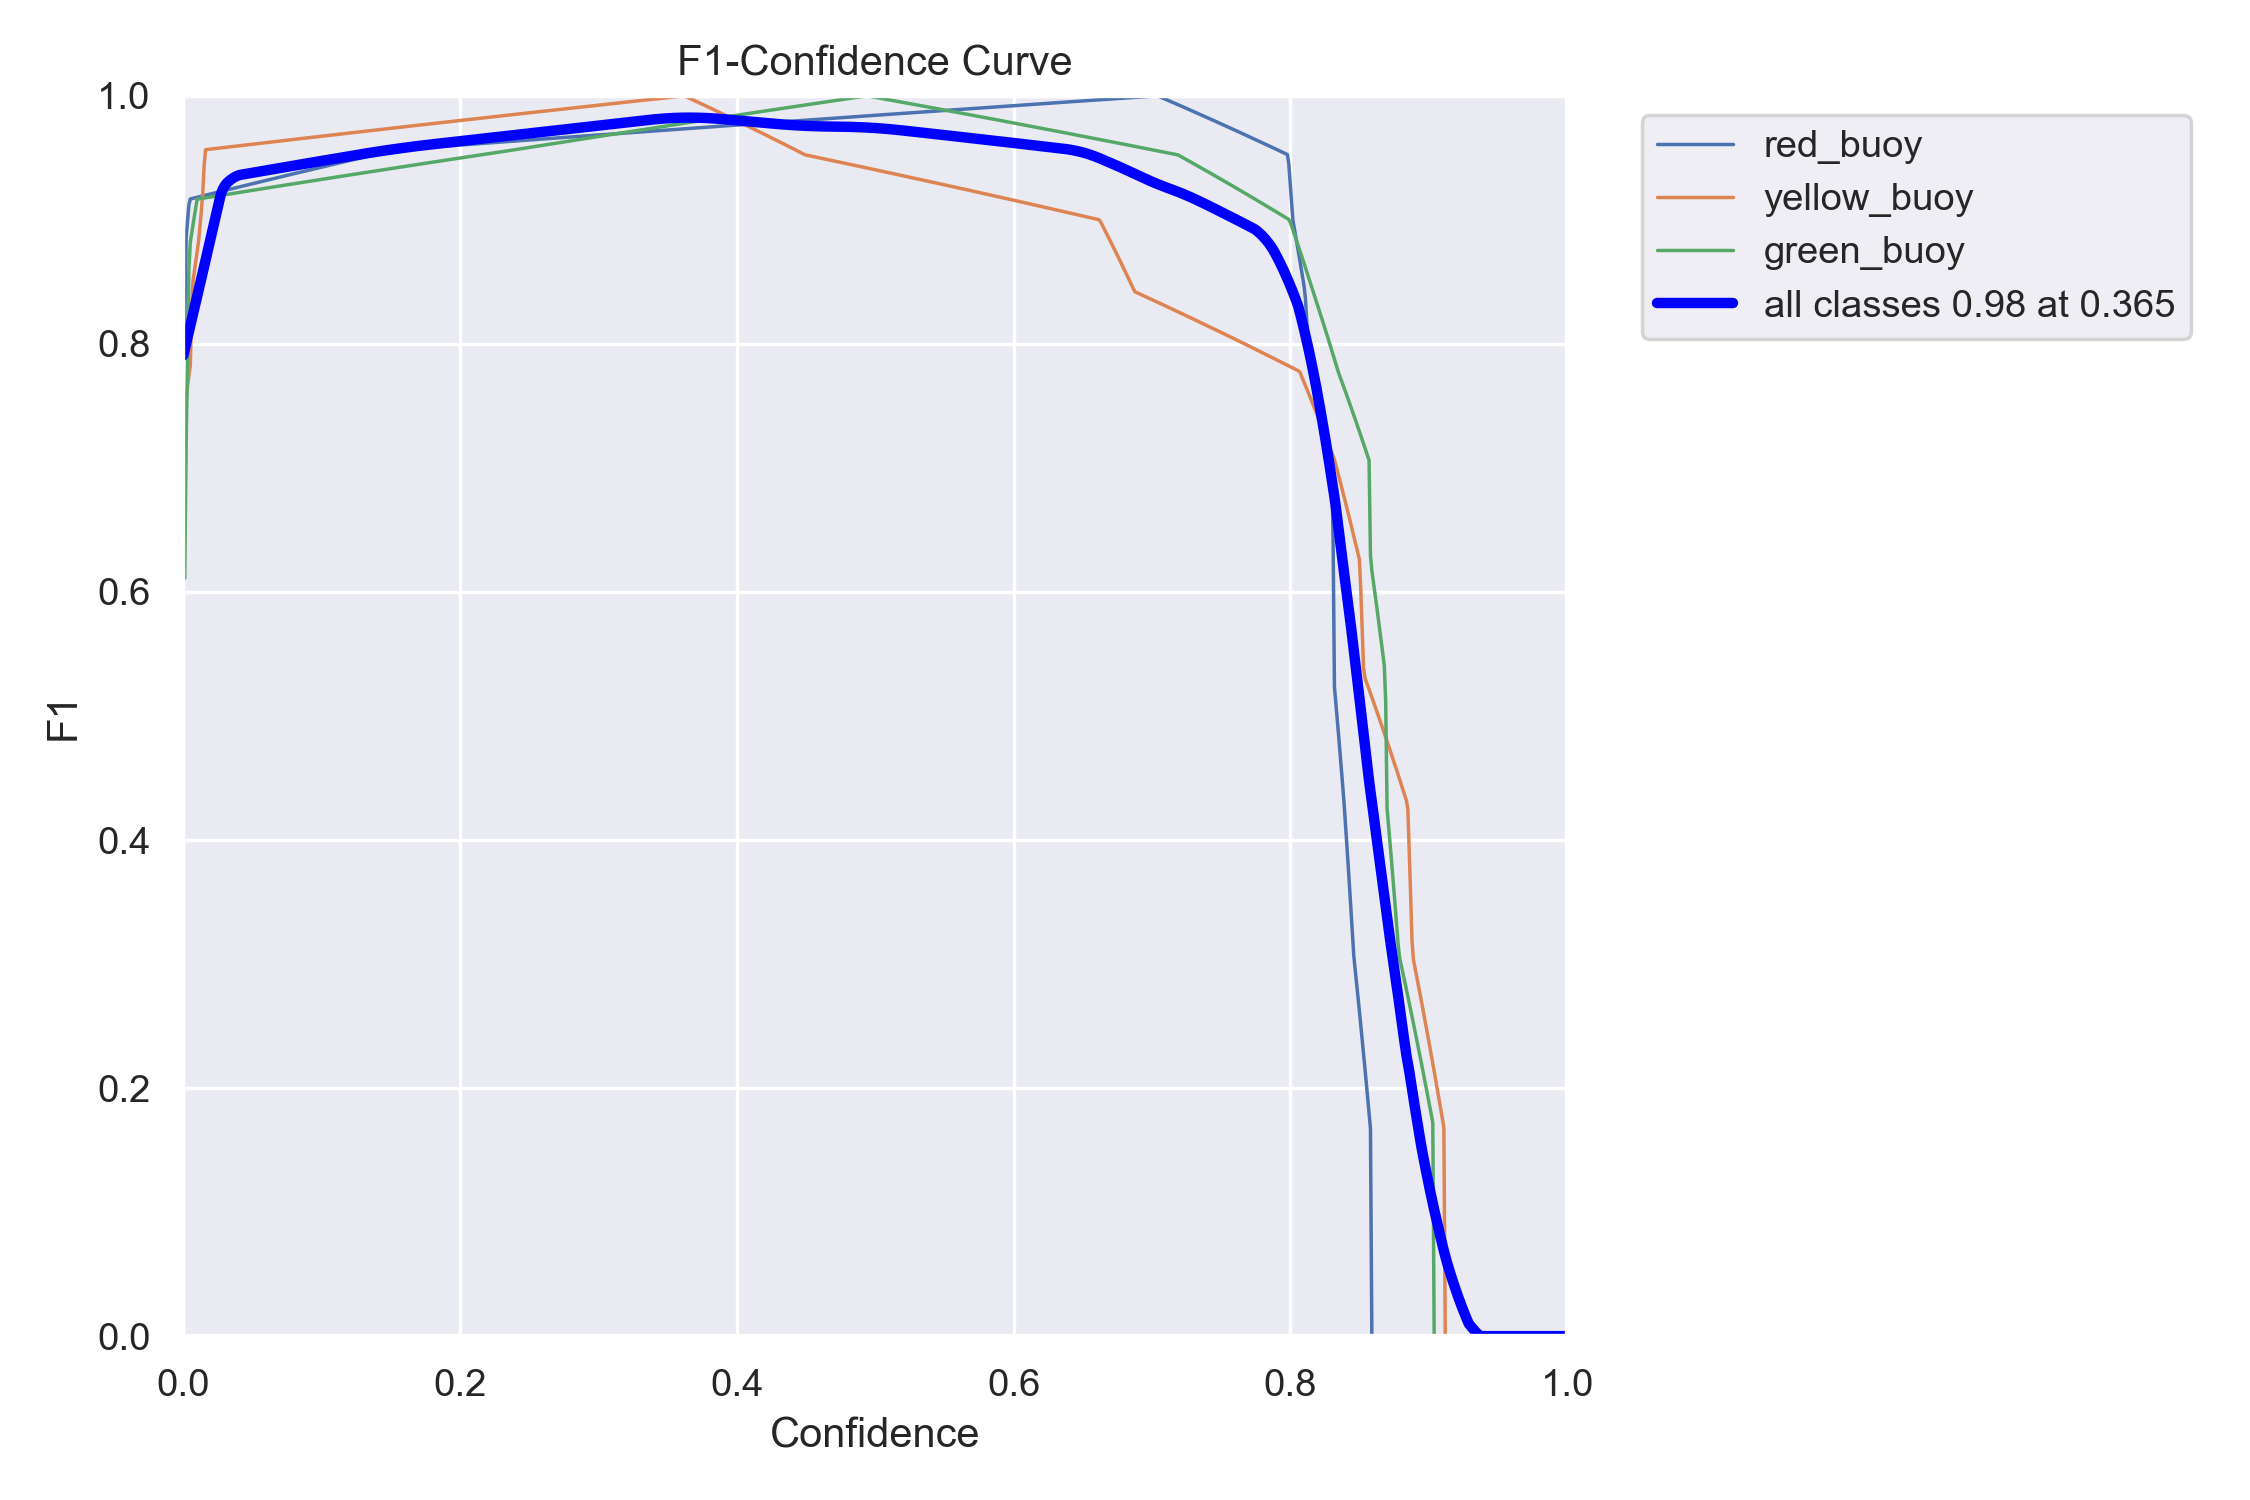 F1-Confidence Curve
1.0
0.8
0.6
0.4
0.2
0.0
F1
0.0 0.2 0.4 0.6 0.8 1.0
Confidence
red_buoy
yellow_buoy
green_buoy
all classes 0.98 at 0.365